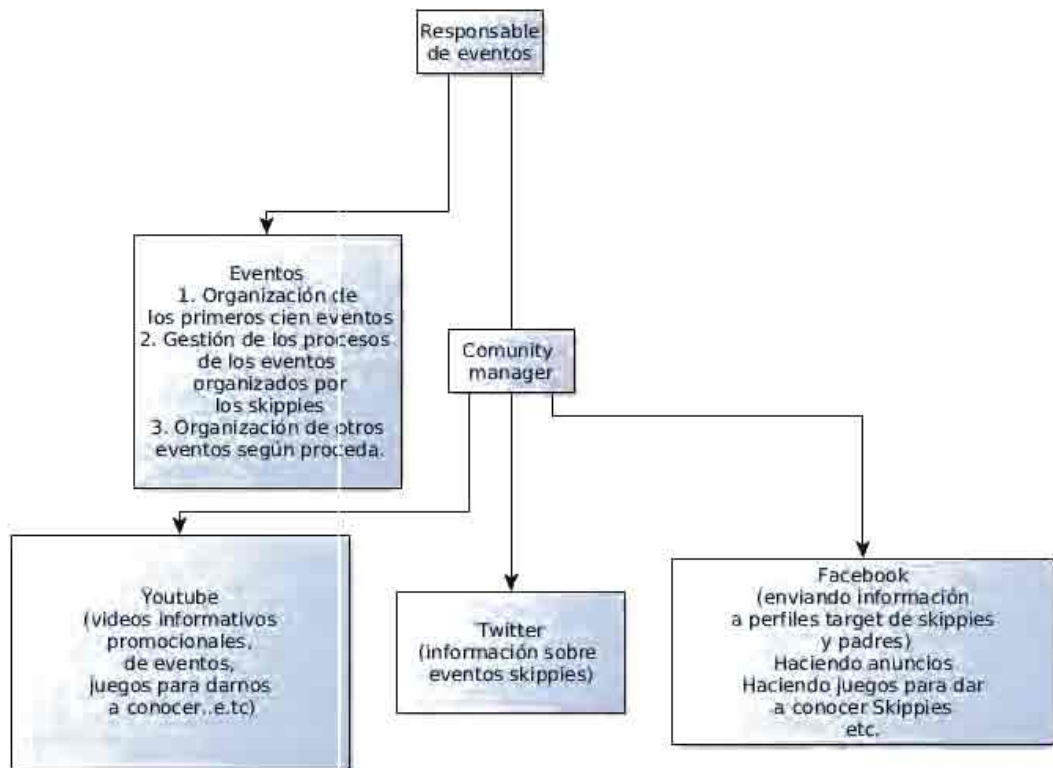 Responsable
de eventos
Eventos
1. Organización de
los primeros cien eventos
2. Gestión de los procesos
de los eventos
organizados por
los skippies
3. Organización de otros
eventos según proceda.
Comunity
manager
Youtube
(videos informativos
promocionales,
de eventos,
juegos para darnos
a conocer..e.tc)
Twitter
(información sobre
eventos skippies)
Facebook
(enviando información
a perfiles target de skippies
y padres)
Haciendo anuncios
Haciendo juegos para dar
a conocer Skippies
etc.